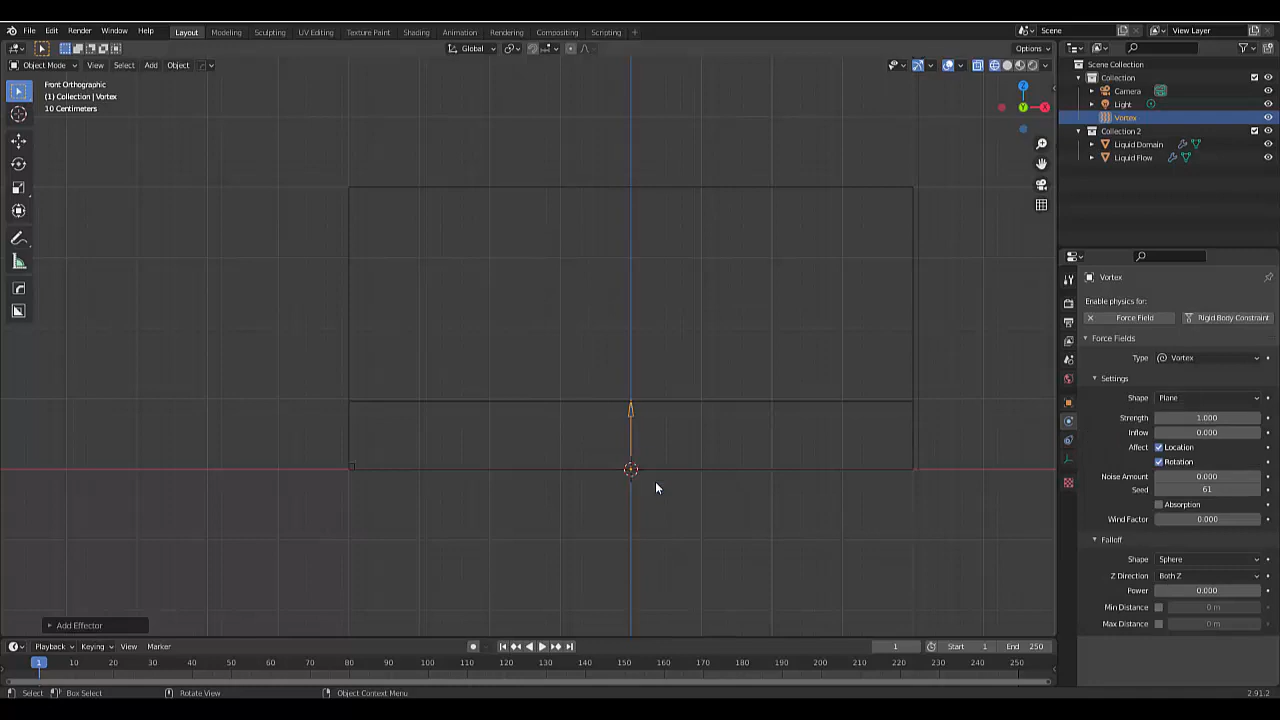 File Edit Render Window Help Layout Modeling Sculpting UV Editing Texture Paint Shading Animation Rendering Compositing Scripting + Scene View Layer
Global Options
Object Mode View Select Add Object
Front Orthographic
(1) Collection | Vortex
10 Centimeters
Z
Y
X
Scene Collection
Collection
Camera
Light
Vortex
Collection 2
Liquid Domain
Liquid Flow
Vortex
Enable physics for:
Force Field Rigid Body Constraint
Force Fields
Type Vortex
Settings
Shape Plane
Strength 1.000
Inflow 0.000
Affect Location
Rotation
Noise Amount 0.000
Seed 61
Absorption
Wind Factor 0.000
Falloff
Shape Sphere
Z Direction Both Z
Power 0.000
Min Distance 0 m
Max Distance 0 m
Add Effector
Playback Keying View Marker 1 Start 1 End 250
1 10 20 30 40 50 60 70 80 90 100 110 120 130 140 150 160 170 180 190 200 210 220 230 240 250
Select Box Select Rotate View Object Context Menu 2.91.2